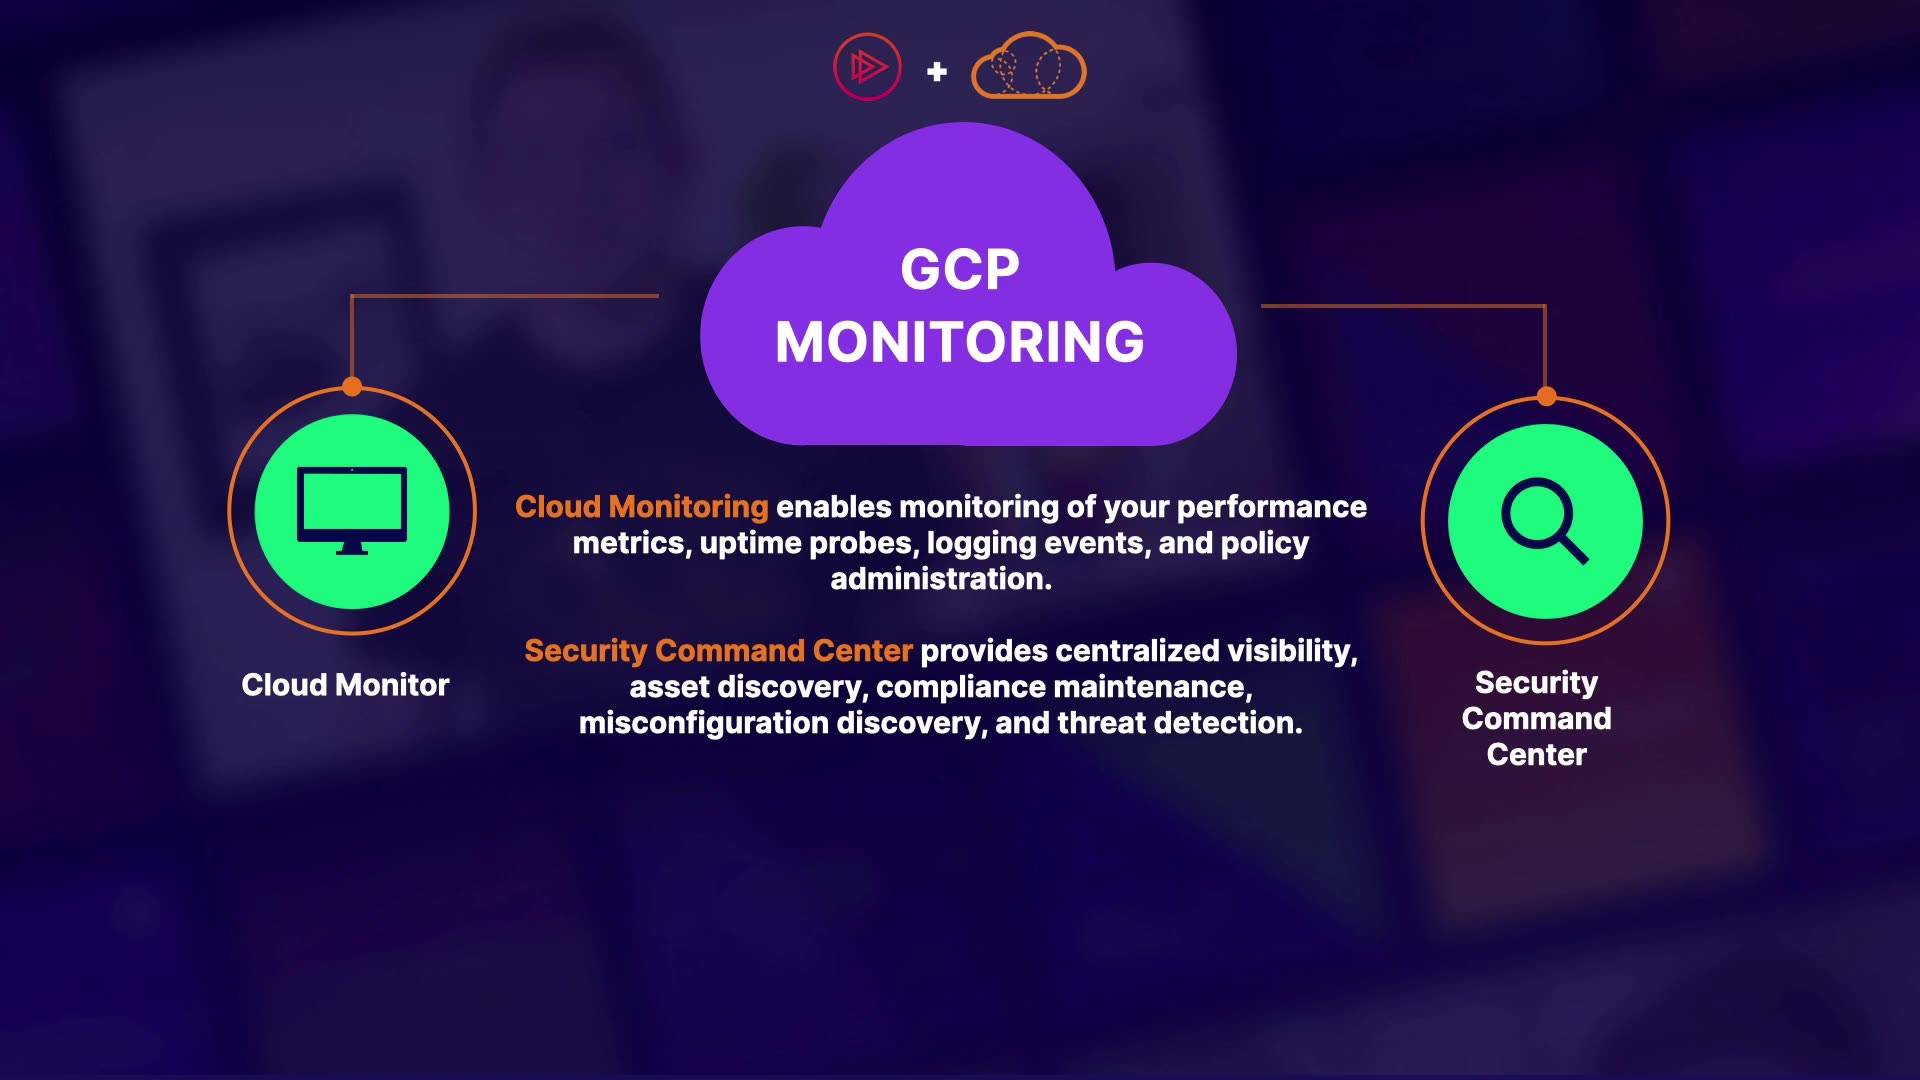 +
GCP
MONITORING
Cloud Monitoring enables monitoring of your performance
metrics, uptime probes, logging events, and policy
administration.
Security Command Center provides centralized visibility,
asset discovery, compliance maintenance,
misconfiguration discovery, and threat detection.
Cloud Monitor
Security
Command
Center